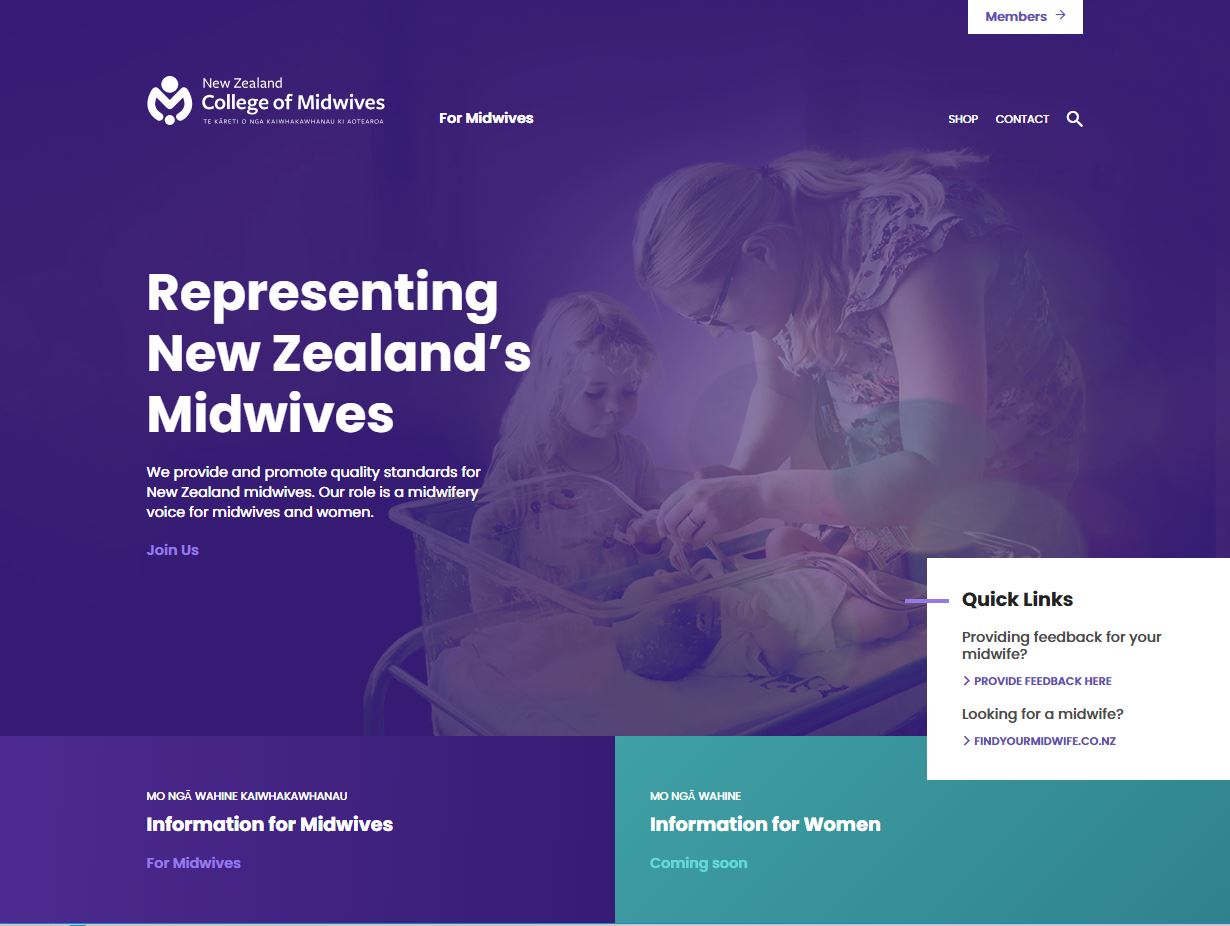 Members
New Zealand
College of Midwives
TE KĀRETI O NGA KAIWHAKAWHANAU KI AOTEAROA
For Midwives
SHOP
CONTACT
Representing
New Zealand’s
Midwives
We provide and promote quality standards for
New Zealand midwives. Our role is a midwifery
voice for midwives and women.
Join Us
Quick Links
Providing feedback for your
midwife?
PROVIDE FEEDBACK HERE
Looking for a midwife?
FINDYOURMIDWIFE.CO.NZ
MO NGĀ WAHINE KAIWHAKAWHANAU
Information for Midwives
For Midwives
MO NGĀ WAHINE
Information for Women
Coming soon